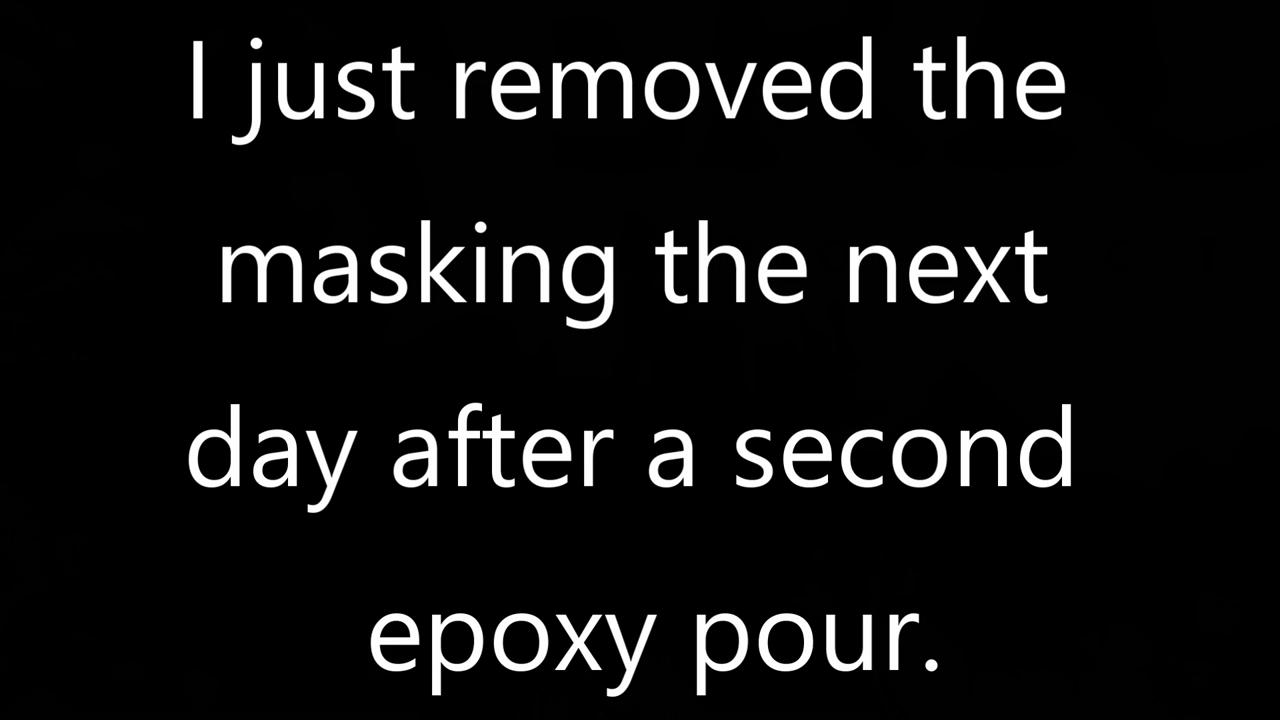 I just removed the
masking the next
day after a second
epoxy pour.